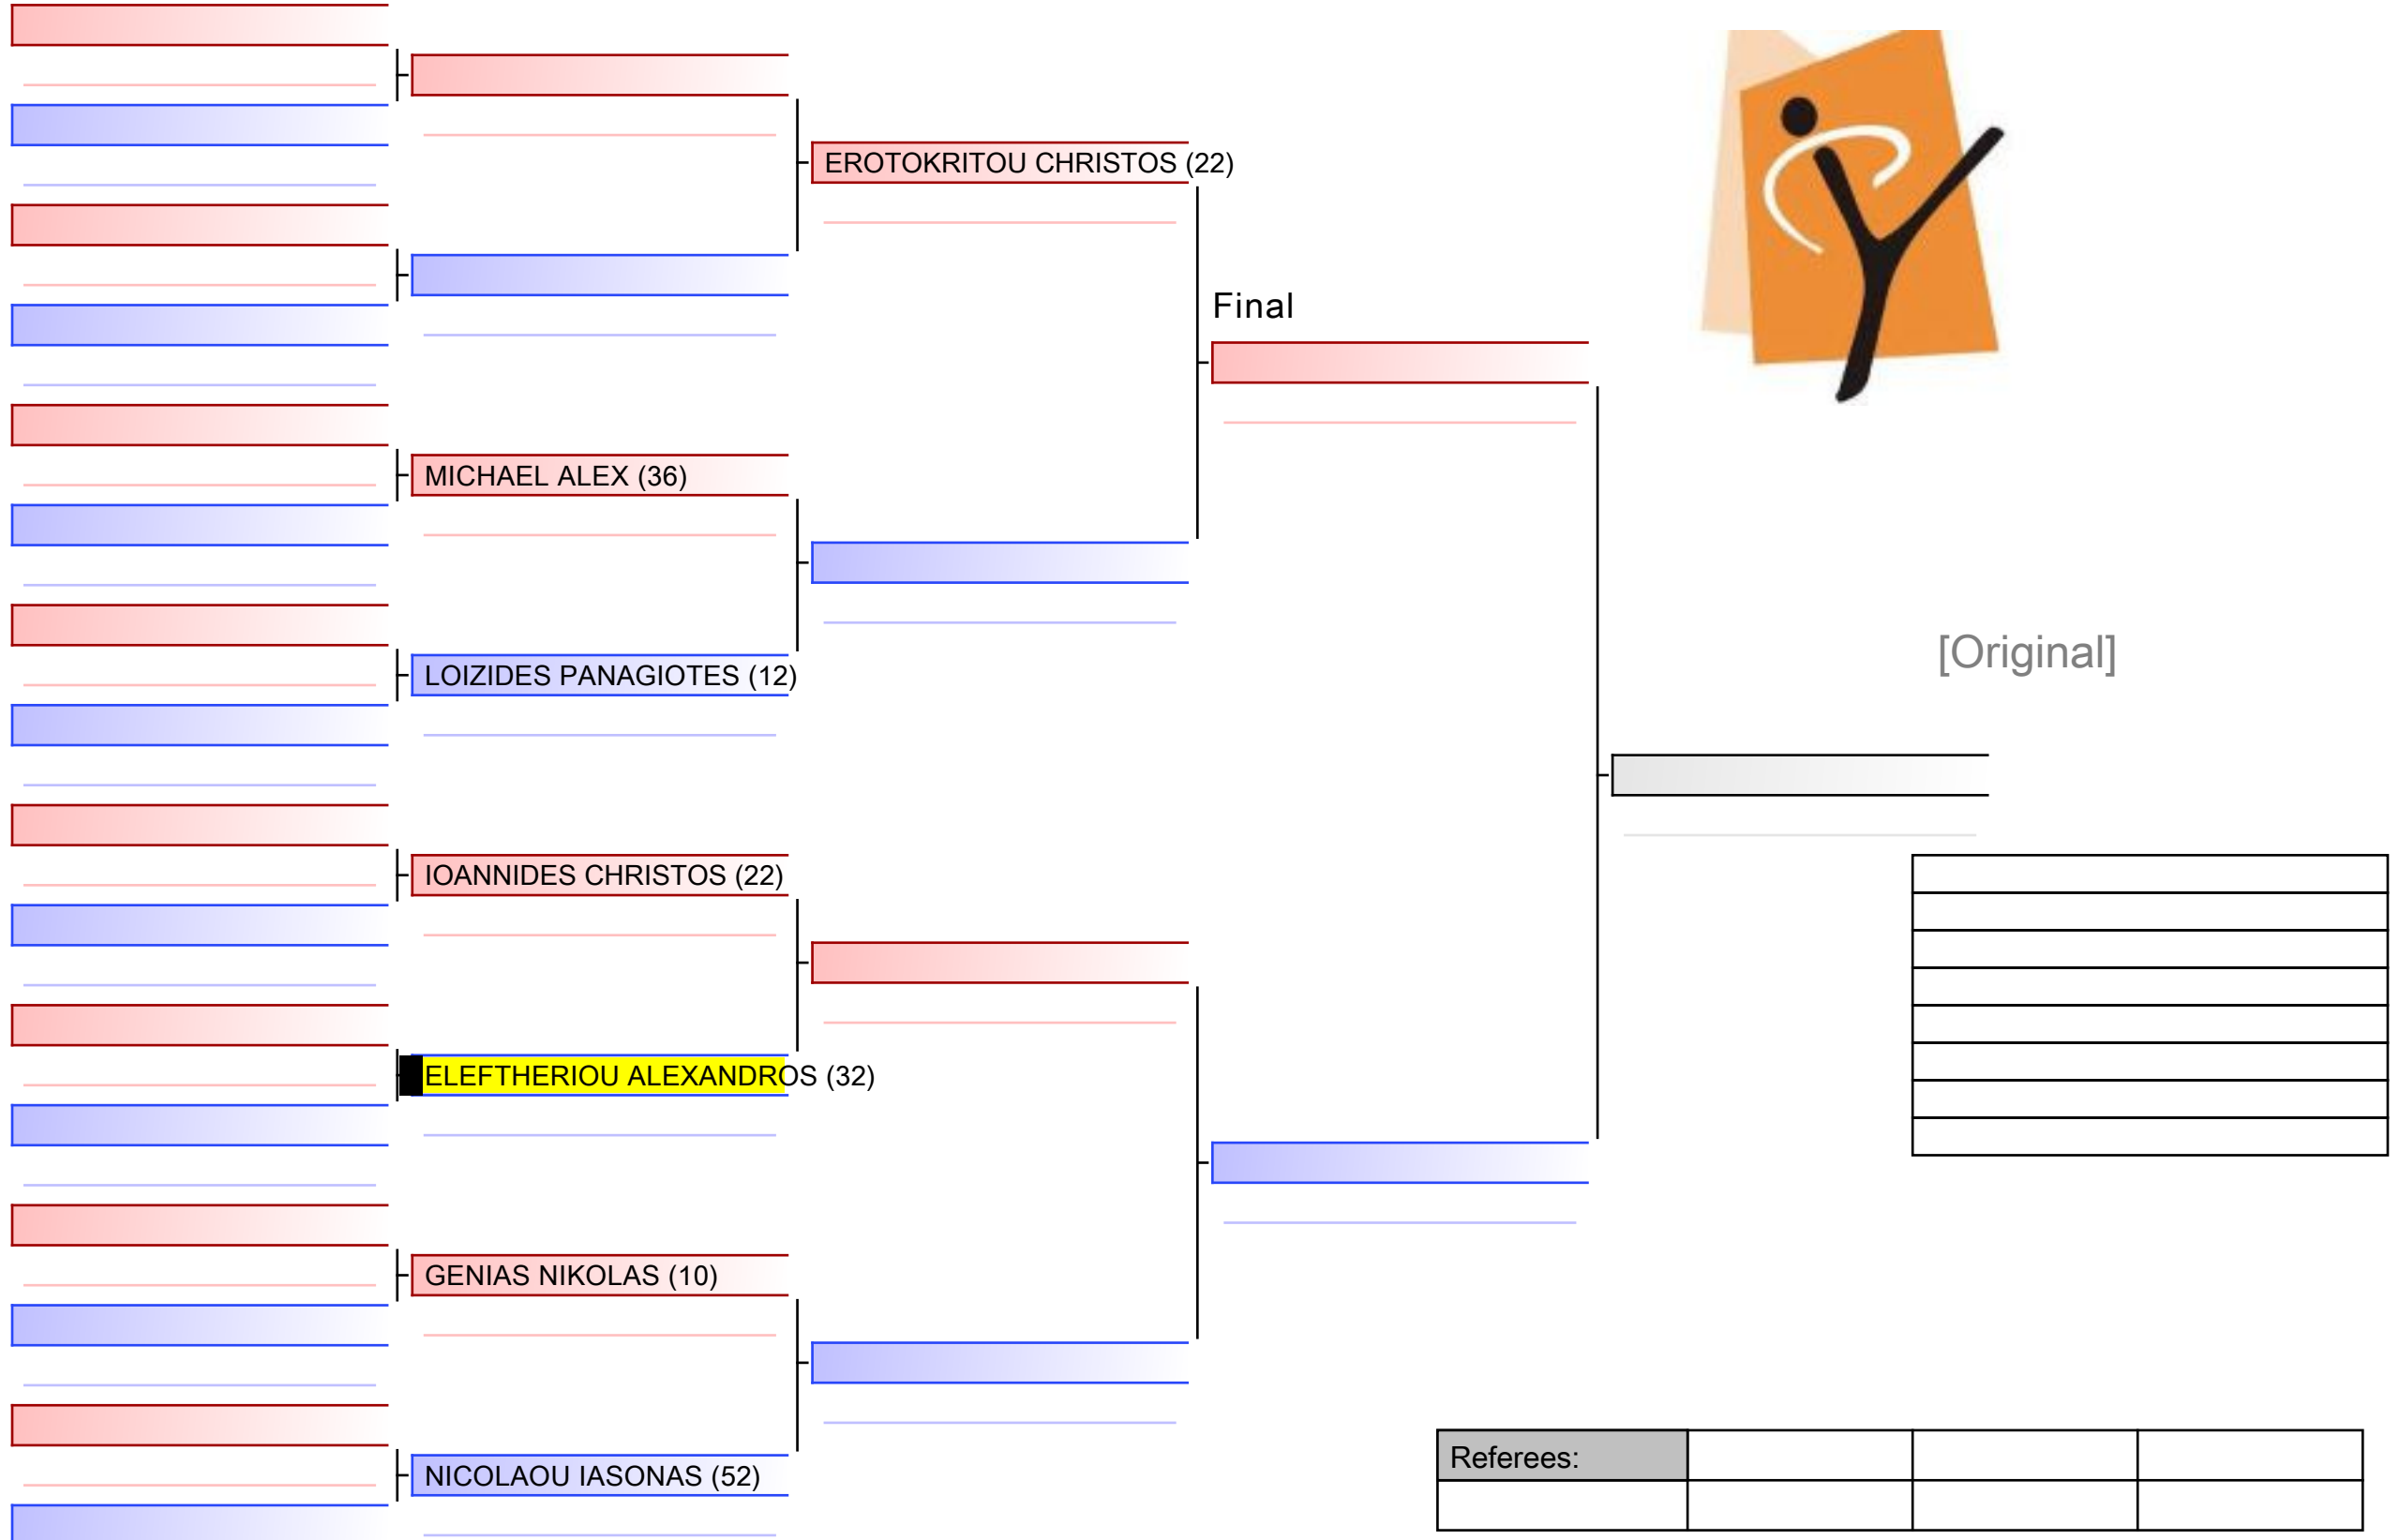 EROTOKRITOU CHRISTOS (22)
Final
MICHAEL ALEX (36)
[Original]
LOIZIDES PANAGIOTES (12)
IOANNIDES CHRISTOS (22)
ELEFTHERIOU ALEXANDROS (32)
GENIAS NIKOLAS (10)
Referees:
NICOLAOU IASONAS (52)